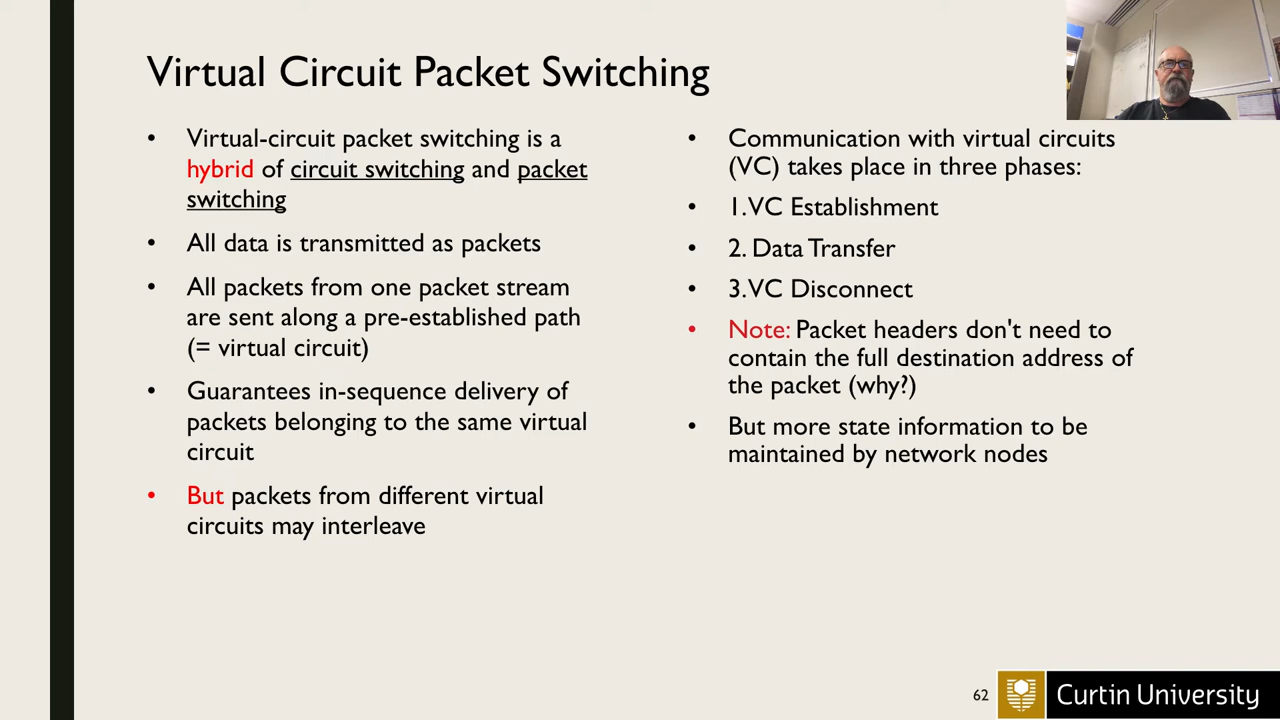 Virtual Circuit Packet Switching
• Virtual-circuit packet switching is a
hybrid of circuit switching and packet
switching
• All data is transmitted as packets
• All packets from one packet stream
are sent along a pre-established path
(= virtual circuit)
• Guarantees in-sequence delivery of
packets belonging to the same virtual
circuit
• But packets from different virtual
circuits may interleave
• Communication with virtual circuits
(VC) takes place in three phases:
• 1.VC Establishment
• 2. Data Transfer
• 3.VC Disconnect
• Note: Packet headers don't need to
contain the full destination address of
the packet (why?)
• But more state information to be
maintained by network nodes
62
Curtin University